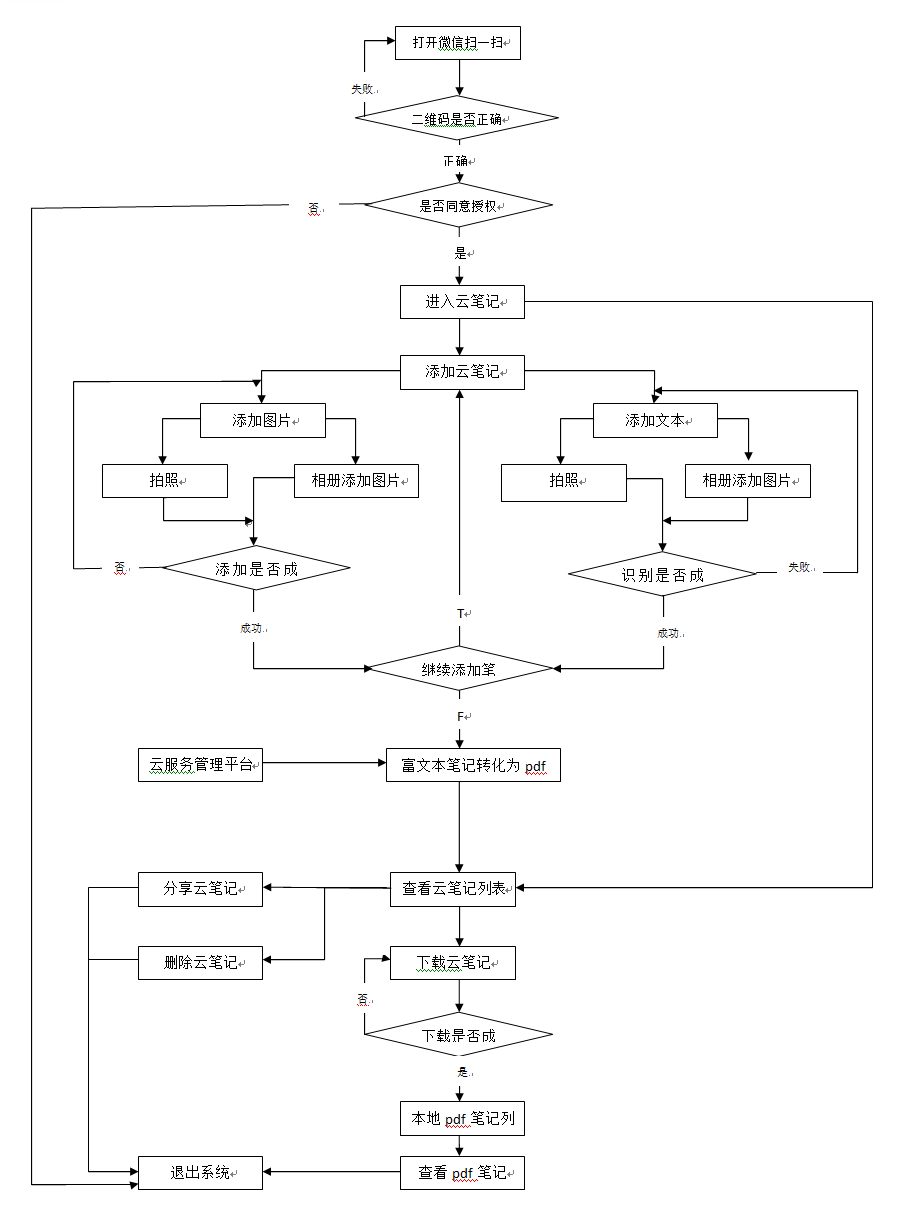 打开微信扫一扫
失败
二维码是否正确
正确
否
是否同意授权
是
进入云笔记
添加云笔记
添加图片
添加文本
拍照
相册添加图片
拍照
相册添加图片
否
添加是否成
识别是否成
失败
成功
T
成功
继续添加笔
F
云服务管理平台
富文本笔记转化为 pdf
分享云笔记
查看云笔记列表
删除云笔记
下载云笔记
否
下载是否成
是
本地 pdf 笔记列
退出系统
查看 pdf 笔记